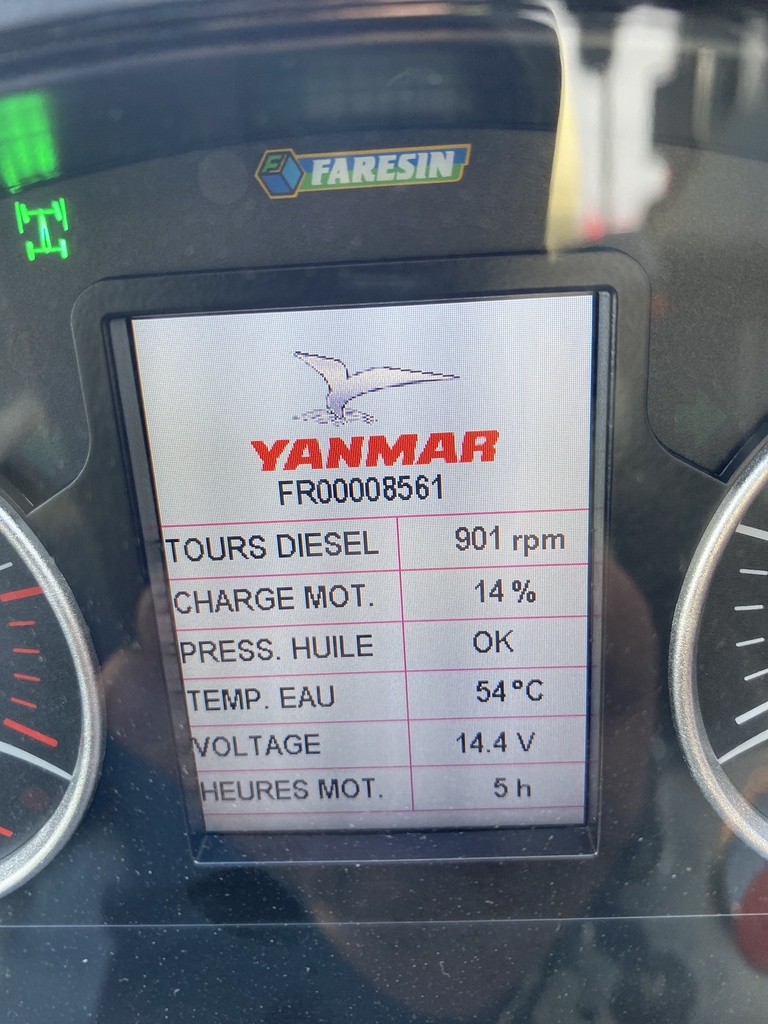 FARESIN
YANMAR
FR00008561
TOURS DIESEL 901 rpm
CHARGE MOT. 14 %
PRESS. HUILE OK
TEMP. EAU 54 °C
VOLTAGE 14.4 V
HEURES MOT. 5 h